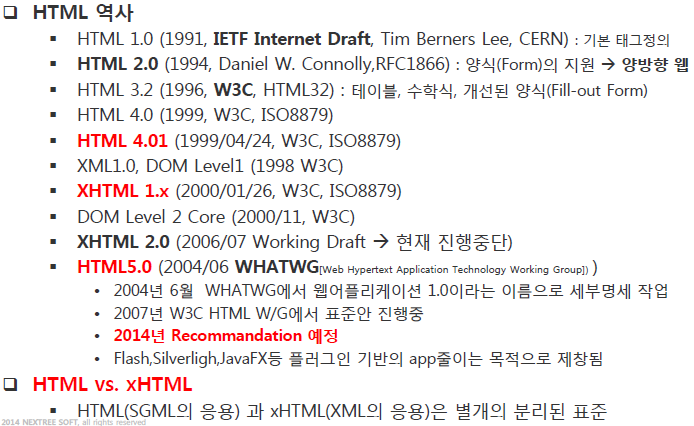 ❑ HTML 역사
▪ HTML 1.0 (1991, IETF Internet Draft, Tim Berners Lee, CERN) : 기본 태그정의
▪ HTML 2.0 (1994, Daniel W. Connolly,RFC1866) : 양식(Form)의 지원 → 양방향 웹
▪ HTML 3.2 (1996, W3C, HTML32) : 테이블, 수학식, 개선된 양식(Fill-out Form)
▪ HTML 4.0 (1999, W3C, ISO8879)
▪ HTML 4.01 (1999/04/24, W3C, ISO8879)
▪ XML1.0, DOM Level1 (1998 W3C)
▪ XHTML 1.x (2000/01/26, W3C, ISO8879)
▪ DOM Level 2 Core (2000/11, W3C)
▪ XHTML 2.0 (2006/07 Working Draft → 현재 진행중단)
▪ HTML5.0 (2004/06 WHATWG[Web Hypertext Application Technology Working Group]) )
• 2004년 6월 WHATWG에서 웹어플리케이션 1.0이라는 이름으로 세부명세 작업
• 2007년 W3C HTML W/G에서 표준안 진행중
• 2014년 Recommandation 예정
• Flash,Silverligh,JavaFX등 플러그인 기반의 app줄이는 목적으로 제창됨
❑ HTML vs. xHTML
▪ HTML(SGML의 응용) 과 xHTML(XML의 응용)은 별개의 분리된 표준
2014 NEXTREE SOFT, all rights reserved